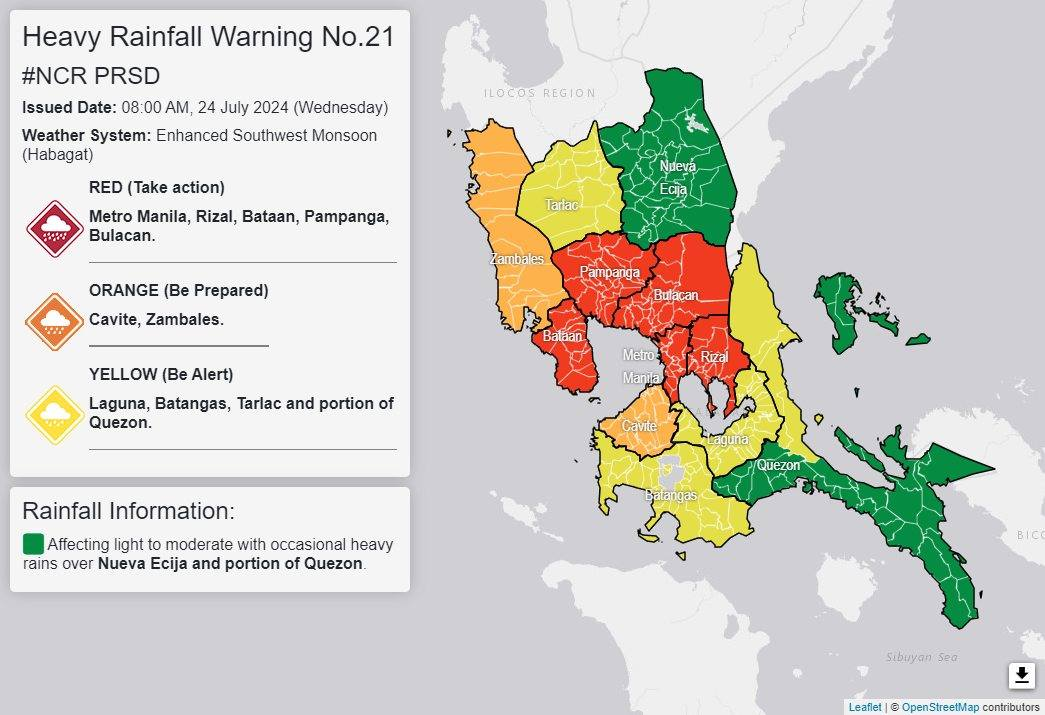 Heavy Rainfall Warning No.21
#NCR PRSD
Issued Date: 08:00 AM, 24 July 2024 (Wednesday)
Weather System: Enhanced Southwest Monsoon
(Habagat)
RED (Take action)
Metro Manila, Rizal, Bataan, Pampanga,
Bulacan.
ORANGE (Be Prepared)
Cavite, Zambales.
YELLOW (Be Alert)
Laguna, Batangas, Tarlac and portion of
Quezon.
Rainfall Information:
Affecting light to moderate with occasional heavy
rains over Nueva Ecija and portion of Quezon.
ILOCOS REGION
Nueva
Ecija
Tarlac
Zambales
Pampanga
Bulacan
Bataan
Metro
Manila
Rizal
Cavite
Laguna
Quezon
Batangas
BICO
Sibuyan Sea
Leaflet | © OpenStreetMap contributors